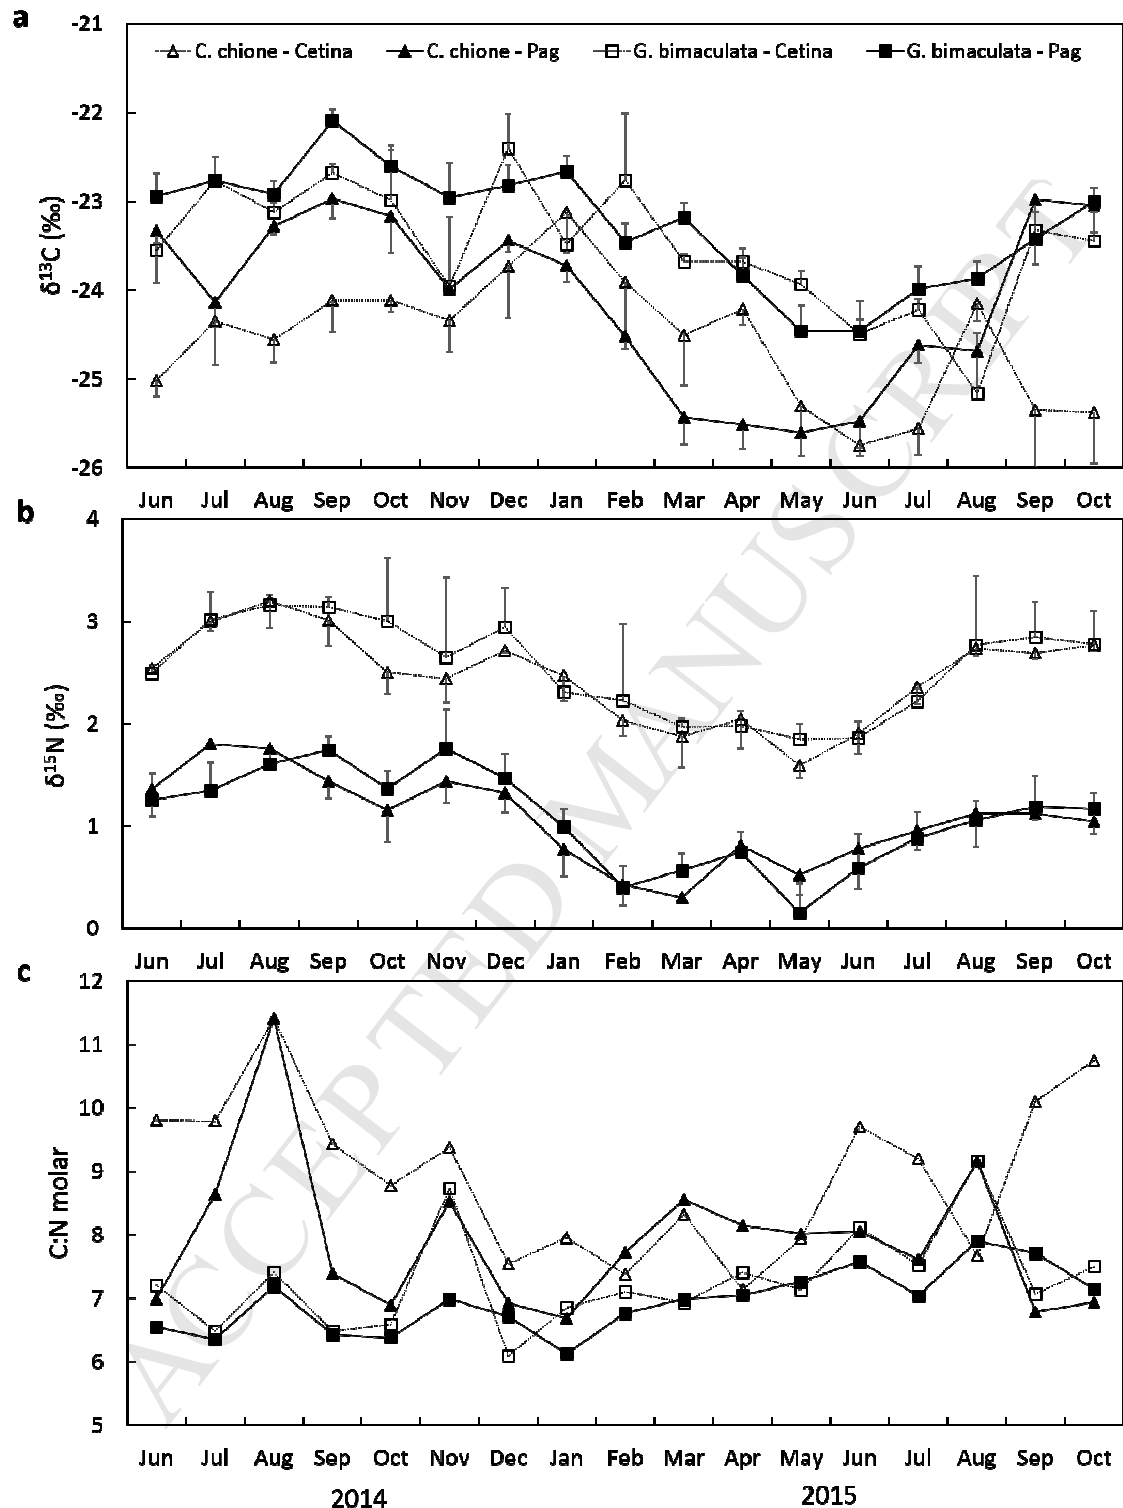 a
-21
C. chione - Cetina C. chione - Pag G. bimaculata - Cetina G. bimaculata - Pag
-22
-23
-24
-25
-26
δ13C (‰)
Jun Jul Aug Sep Oct Nov Dec Jan Feb Mar Apr May Jun Jul Aug Sep Oct
b
4
3
2
1
0
δ15N (‰)
Jun Jul Aug Sep Oct Nov Dec Jan Feb Mar Apr May Jun Jul Aug Sep Oct
c
12
11
10
9
8
7
6
5
C:N molar
Jun Jul Aug Sep Oct Nov Dec Jan Feb Mar Apr May Jun Jul Aug Sep Oct
2014 2015
ACCEPTED MANUSCRIPT